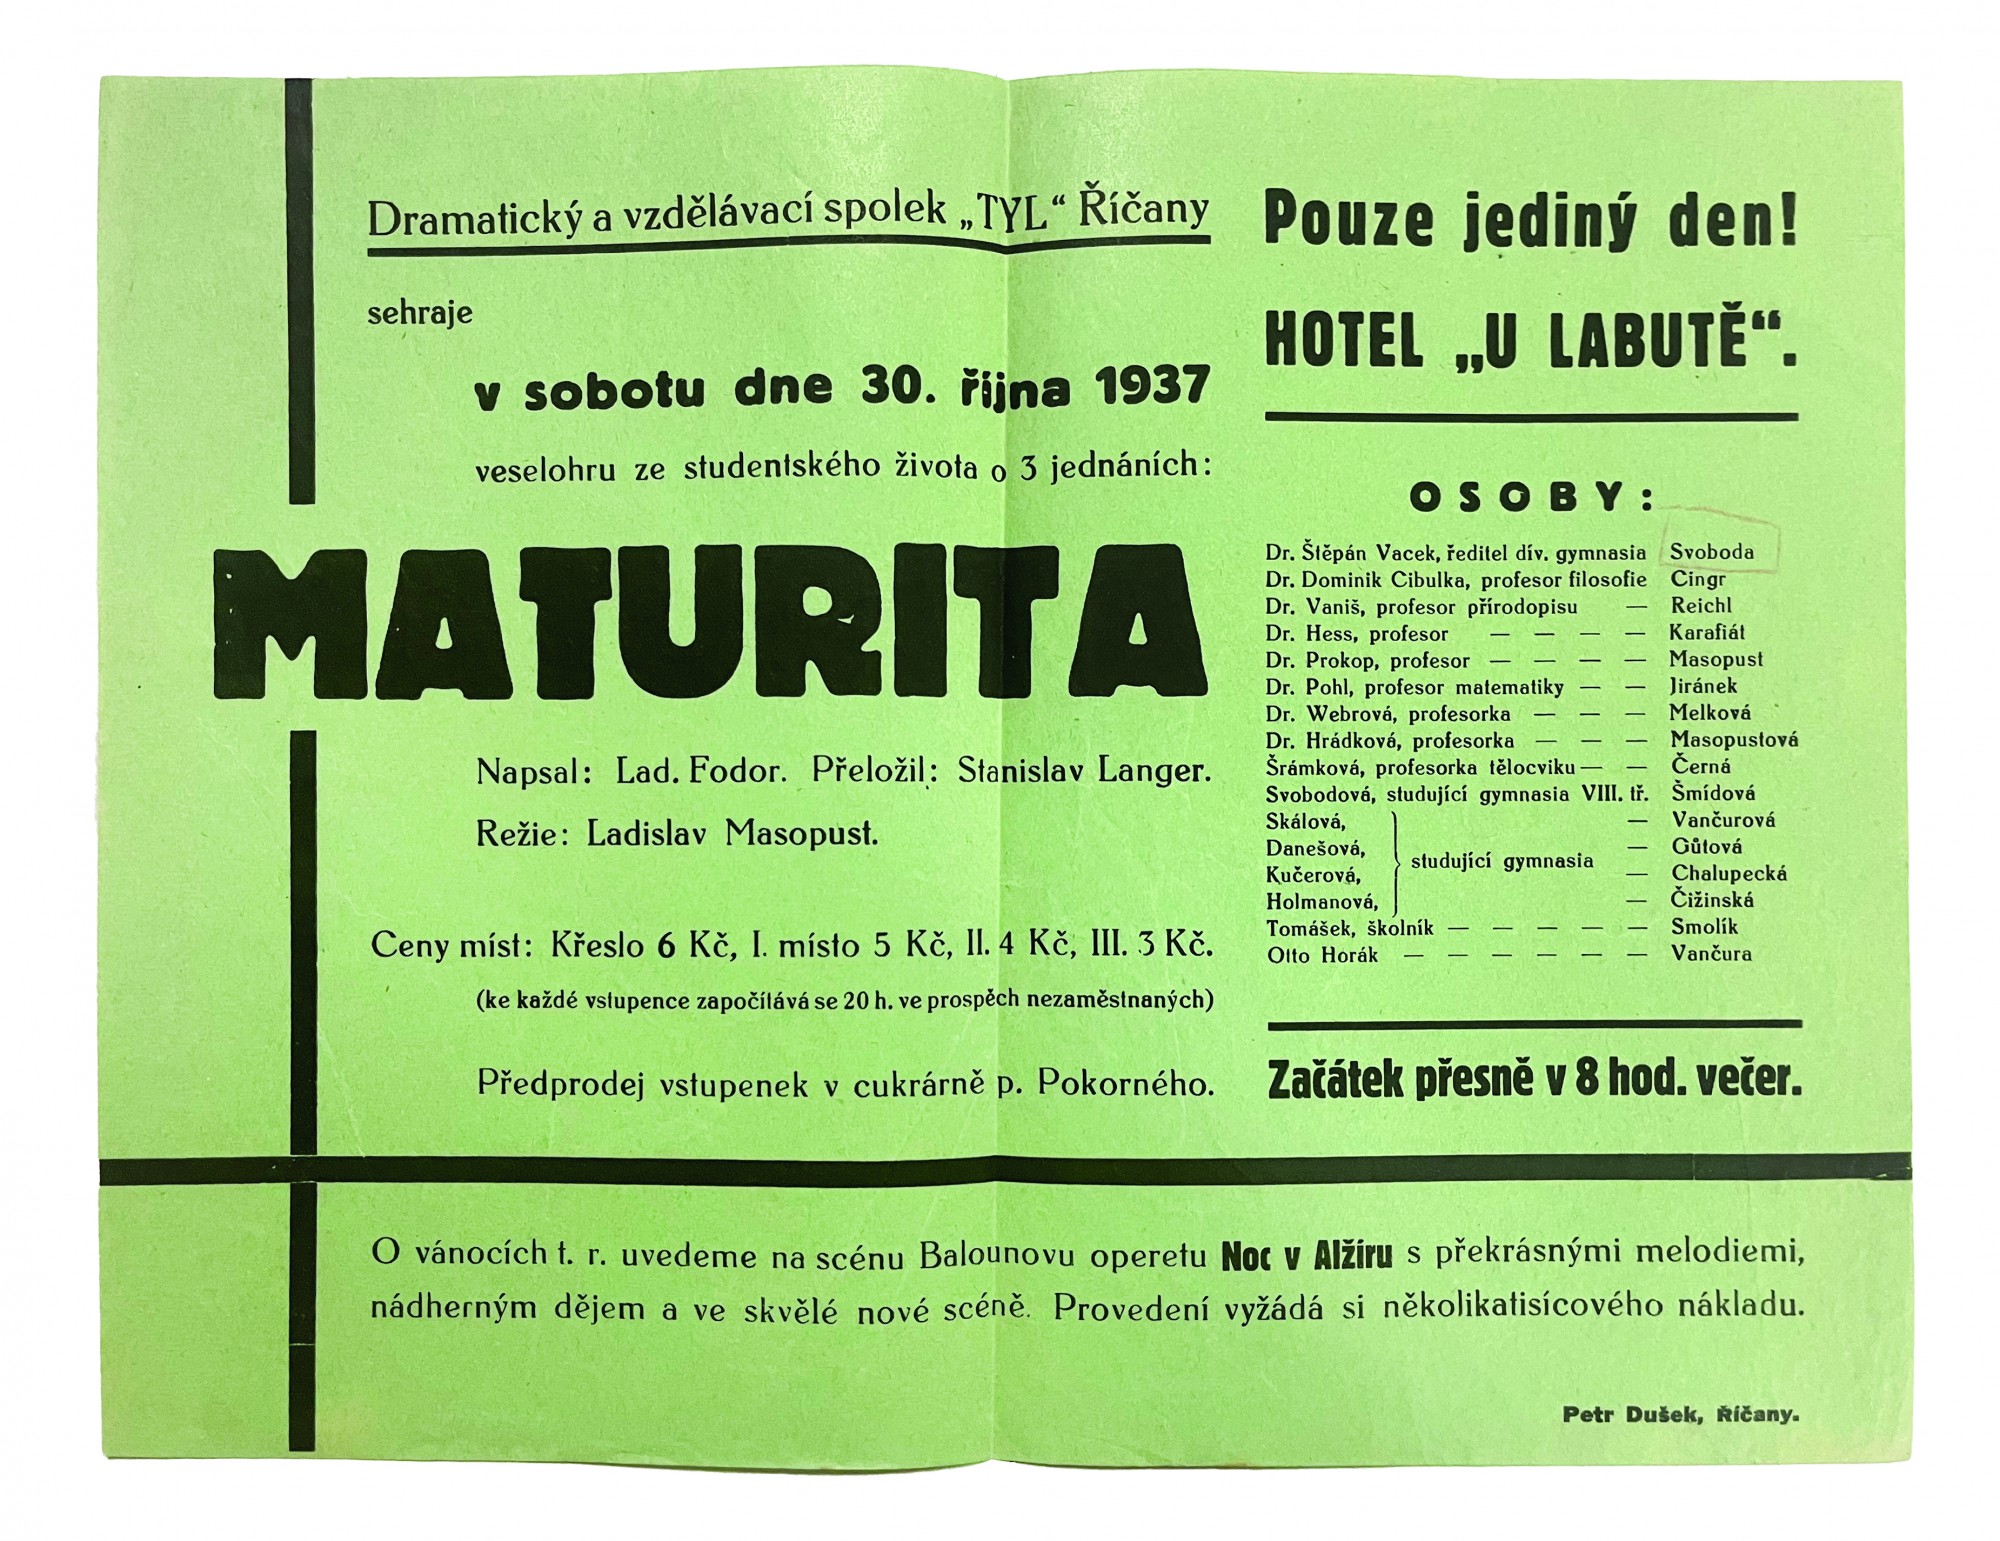 Dramatický a vzdělávací spolek „TYL“ Říčany
sehraje
v sobotu dne 30. října 1937
veselohru ze studentského života o 3 jednáních:
MATURITA
Napsal: Lad. Fodor. Přeložil: Stanislav Langer.
Režie: Ladislav Masopust.
Ceny míst: Křeslo 6 Kč, I. místo 5 Kč, II. 4 Kč, III. 3 Kč.
(ke každé vstupence započítává se 20 h. ve prospěch nezaměstnaných)
Předprodej vstupenek v cukrárně p. Pokorného.
Pouze jediný den!
HOTEL „U LABUTĚ“.
OSOBY:
Dr. Štěpán Vacek, ředitel dív. gymnasia Svoboda
Dr. Dominik Cibulka, profesor filosofie Cingr
Dr. Vaniš, profesor přírodopisu — Reichl
Dr. Hess, profesor — — — — Karafiát
Dr. Prokop, profesor — — — — Masopust
Dr. Pohl, profesor matematiky — — Jiránek
Dr. Webrová, profesorka — — — Melková
Dr. Hrádková, profesorka — — — Masopustová
Šrámková, profesorka tělocviku — — Černá
Svobodová, studující gymnasia VIII. tř. Šmídová
Skálová, — Vančurová
Danešová, — Gůtová
studující gymnasia
Kučerová, — Chalupecká
Holmanová, — Čižinská
Tomášek, školník — — — — — Smolík
Otto Horák — — — — — — Vančura
Začátek přesně v 8 hod. večer.
O vánocích t. r. uvedeme na scénu Balounovu operetu Noc v Alžíru s překrásnými melodiemi,
nádherným dějem a ve skvělé nové scéně. Provedení vyžádá si několikatisícového nákladu.
Petr Dušek, Říčany.